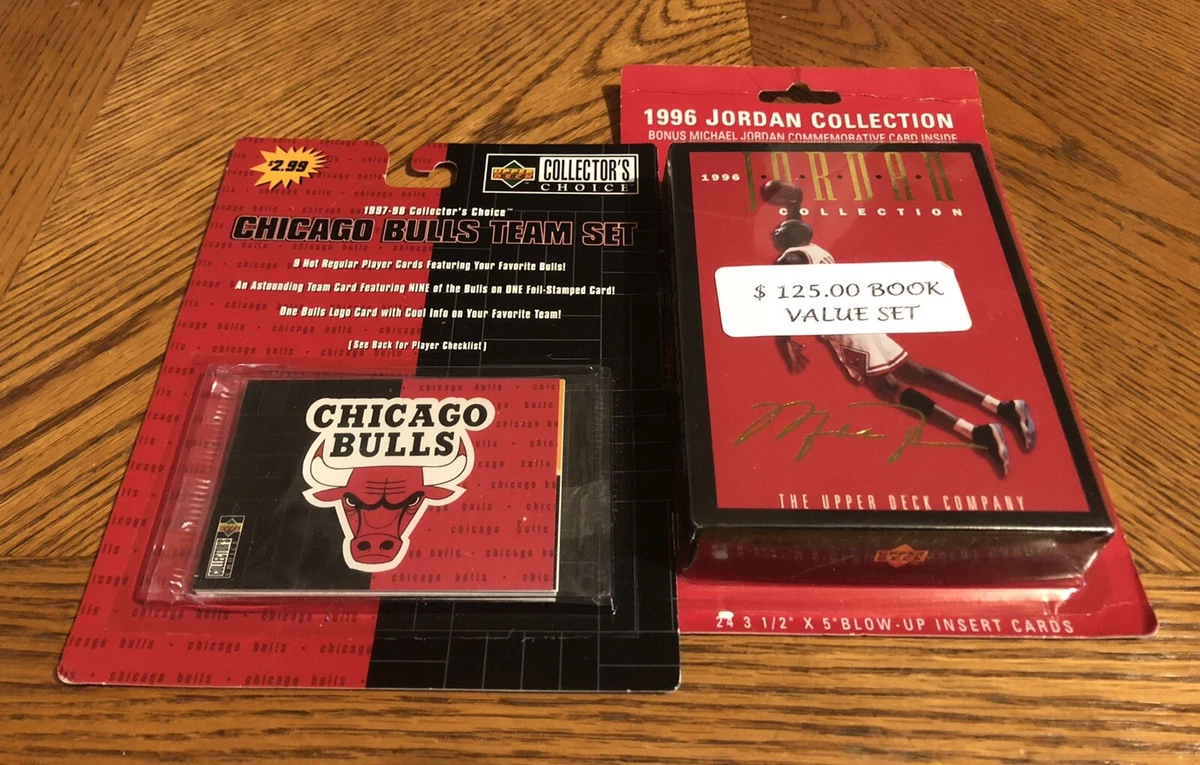 $2.99
UPPER DECK
COLLECTOR'S
CHOICE™
1997-98 Collector's Choice™
CHICAGO BULLS TEAM SET
9 Hot Regular Player Cards Featuring Your Favorite Bulls!
An Astounding Team Card Featuring NINE of the Bulls on ONE Foil-Stamped Card!
One Bulls Logo Card with Cool Info on Your Favorite Team!
(See Back for Player Checklist)
CHICAGO
BULLS
1996 JORDAN COLLECTION
BONUS MICHAEL JORDAN COMMEMORATIVE CARD INSIDE
1996 JORDAN
COLLECTION
$ 125.00 BOOK
VALUE SET
THE UPPER DECK COMPANY
24 3 1/2" X 5" BLOW-UP INSERT CARDS